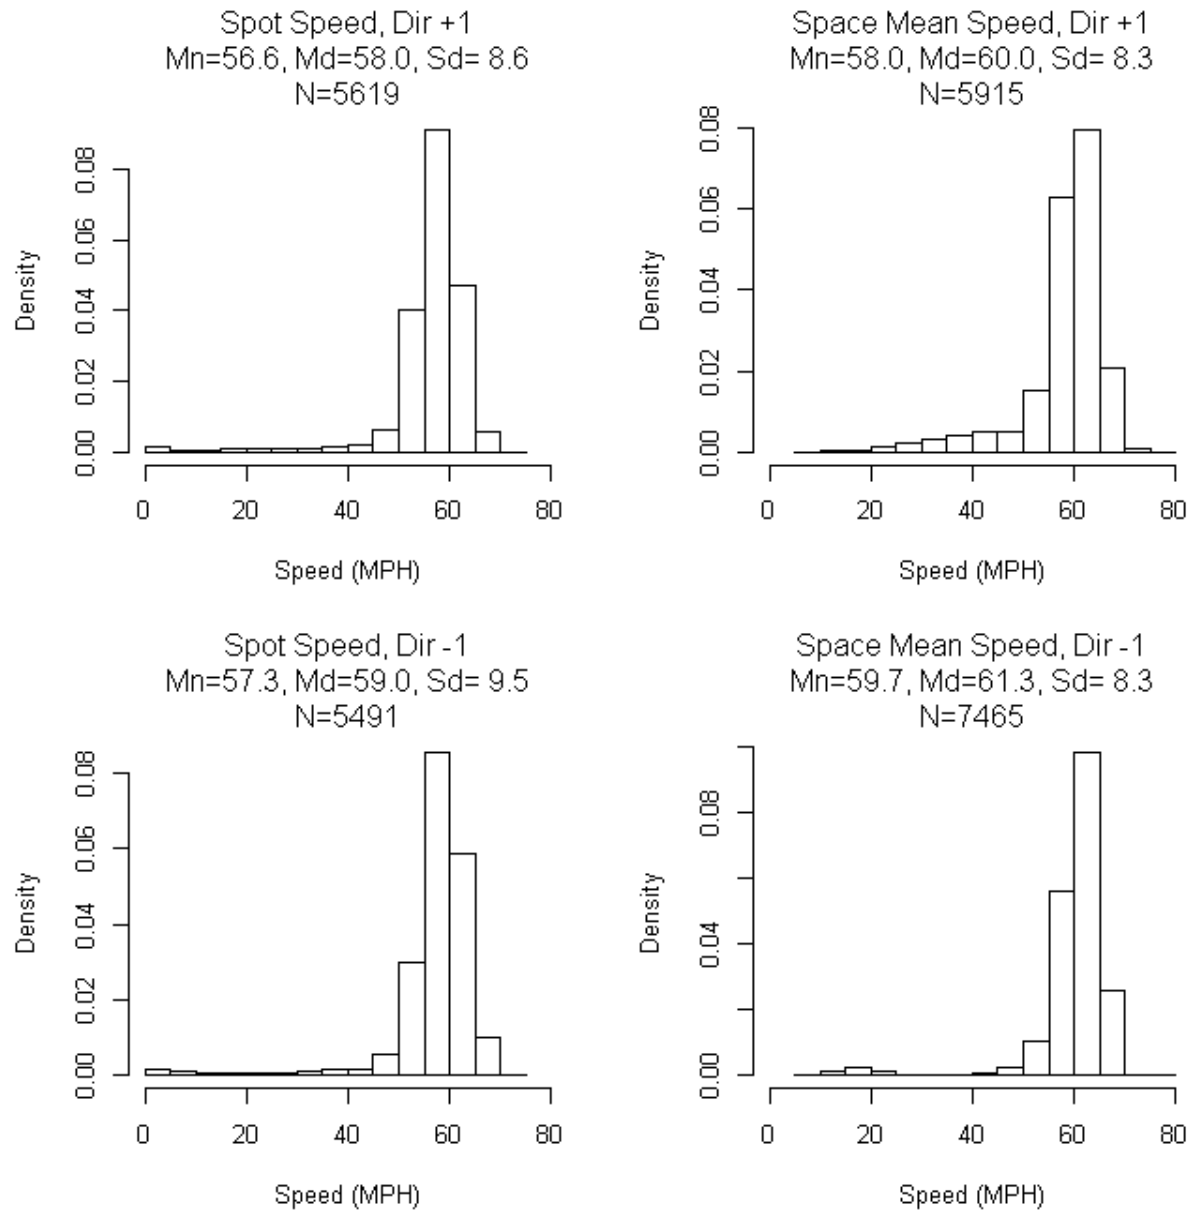 Spot Speed, Dir +1
Mn=56.6, Md=58.0, Sd= 8.6
N=5619
Density
0.00 0.02 0.04 0.06 0.08
0 20 40 60 80
Speed (MPH)
Space Mean Speed, Dir +1
Mn=58.0, Md=60.0, Sd= 8.3
N=5915
Density
0.00 0.02 0.04 0.06 0.08
0 20 40 60 80
Speed (MPH)
Spot Speed, Dir -1
Mn=57.3, Md=59.0, Sd= 9.5
N=5491
Density
0.00 0.02 0.04 0.06 0.08
0 20 40 60 80
Speed (MPH)
Space Mean Speed, Dir -1
Mn=59.7, Md=61.3, Sd= 8.3
N=7465
Density
0.00 0.04 0.08
0 20 40 60 80
Speed (MPH)